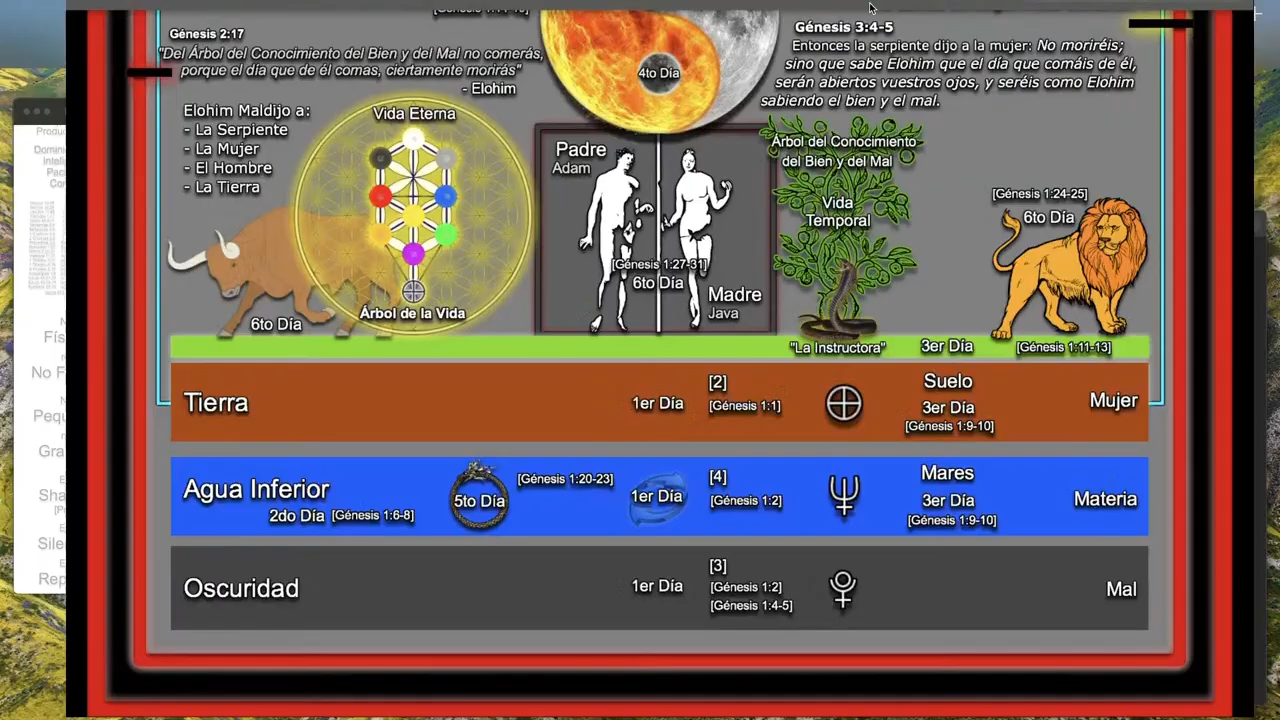 Génesis 2:17
"Del Árbol del Conocimiento del Bien y del Mal no comerás,
porque el día que de él comas, ciertamente morirás"
- Elohim
Elohim Maldijo a:
- La Serpiente
- La Mujer
- El Hombre
- La Tierra
Vida Eterna
Árbol de la Vida
6to Día
4to Día
Padre
Adam
[Génesis 1:27-31]
6to Día
Madre
Java
Génesis 3:4-5
Entonces la serpiente dijo a la mujer: No moriréis;
sino que sabe Elohim que el día que comáis de él,
serán abiertos vuestros ojos, y seréis como Elohim
sabiendo el bien y el mal.
Árbol del Conocimiento
del Bien y del Mal
Vida
Temporal
[Génesis 1:24-25]
6to Día
"La Instructora"
3er Día
[Génesis 1:11-13]
Tierra
1er Día
[2]
[Génesis 1:1]
Suelo
3er Día
[Génesis 1:9-10]
Mujer
Agua Inferior
2do Día [Génesis 1:6-8]
5to Día
[Génesis 1:20-23]
1er Día
[4]
[Génesis 1:2]
Mares
3er Día
[Génesis 1:9-10]
Materia
Oscuridad
1er Día
[3]
[Génesis 1:2]
[Génesis 1:4-5]
Mal